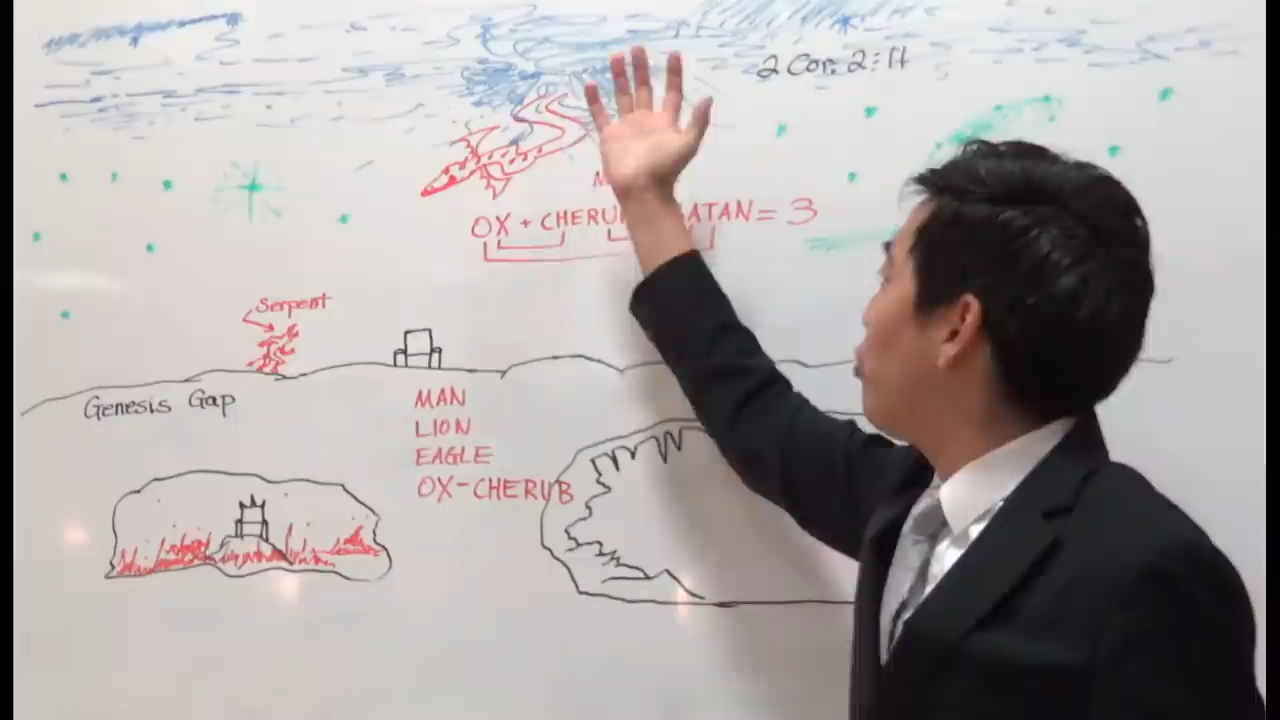 2 Cor. 2:11
OX + CHERU ATAN = 3
Serpent
Genesis Gap
MAN
LION
EAGLE
OX-CHERUB